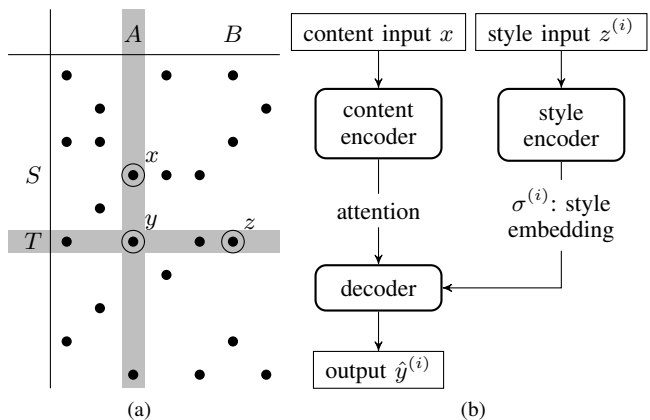 A
B
S
x
T
y
z
(a)
content input x
style input z^{(i)}
content
encoder
style
encoder
attention
σ^{(i)}: style
embedding
decoder
output ŷ^{(i)}
(b)